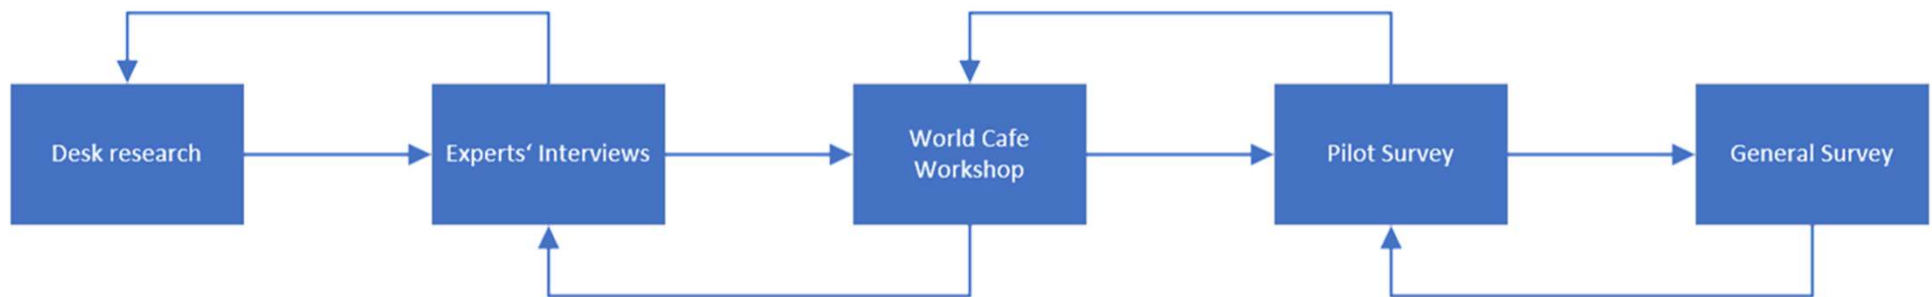 Desk research
Experts‘ Interviews
World Cafe
Workshop
Pilot Survey
General Survey